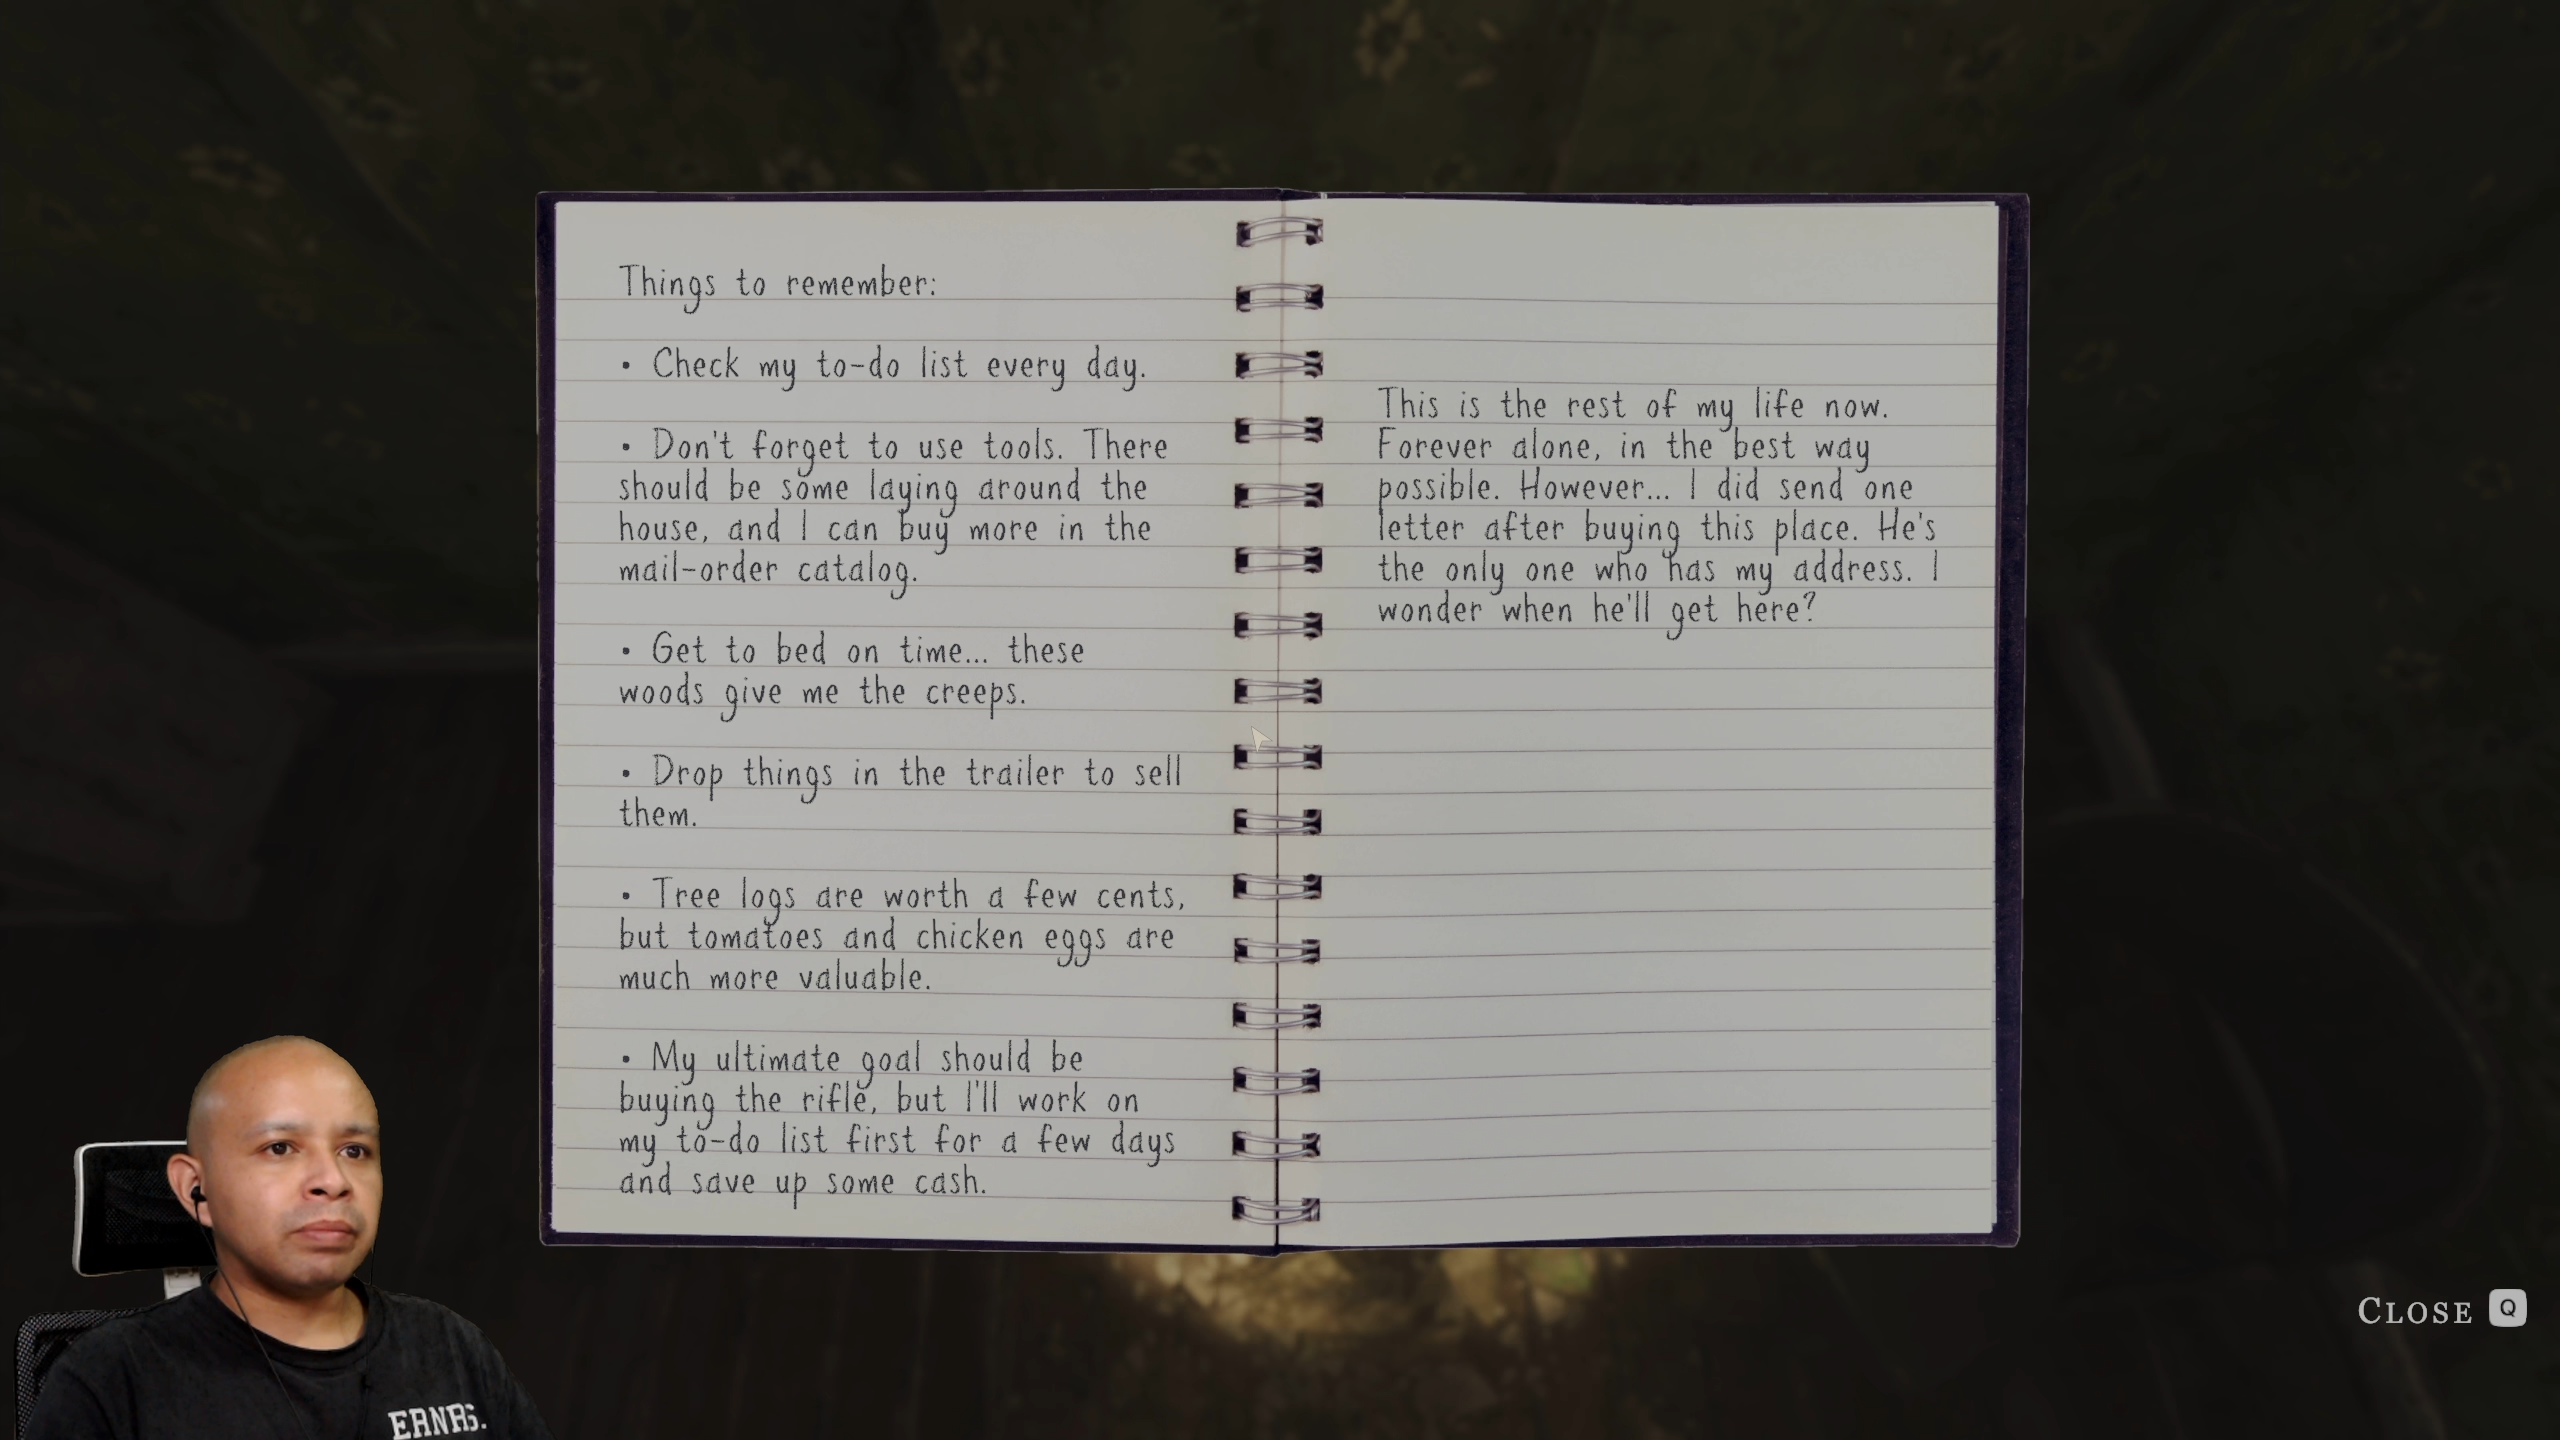 Things to remember:
• Check my to-do list every day.
• Don't forget to use tools. There
should be some laying around the
house, and I can buy more in the
mail-order catalog.
• Get to bed on time... these
woods give me the creeps.
• Drop things in the trailer to sell
them.
• Tree logs are worth a few cents,
but tomatoes and chicken eggs are
much more valuable.
• My ultimate goal should be
buying the rifle, but I'll work on
my to-do list first for a few days
and save up some cash.
This is the rest of my life now.
Forever alone, in the best way
possible. However... I did send one
letter after buying this place. He's
the only one who has my address. I
wonder when he'll get here?
CLOSE Q